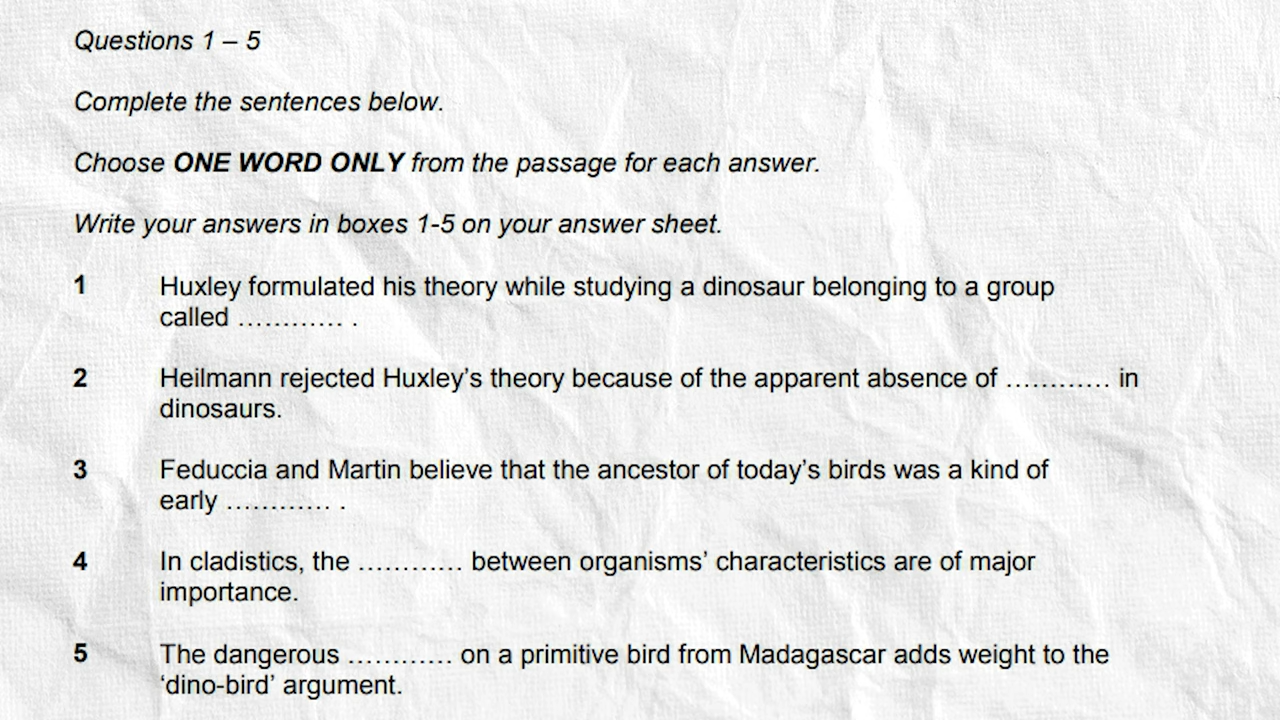 Questions 1 – 5
Complete the sentences below.
Choose ONE WORD ONLY from the passage for each answer.
Write your answers in boxes 1-5 on your answer sheet.
1 Huxley formulated his theory while studying a dinosaur belonging to a group
called ………… .
2 Heilmann rejected Huxley’s theory because of the apparent absence of ………… in
dinosaurs.
3 Feduccia and Martin believe that the ancestor of today’s birds was a kind of
early ………… .
4 In cladistics, the ………… between organisms’ characteristics are of major
importance.
5 The dangerous ………… on a primitive bird from Madagascar adds weight to the
‘dino-bird’ argument.